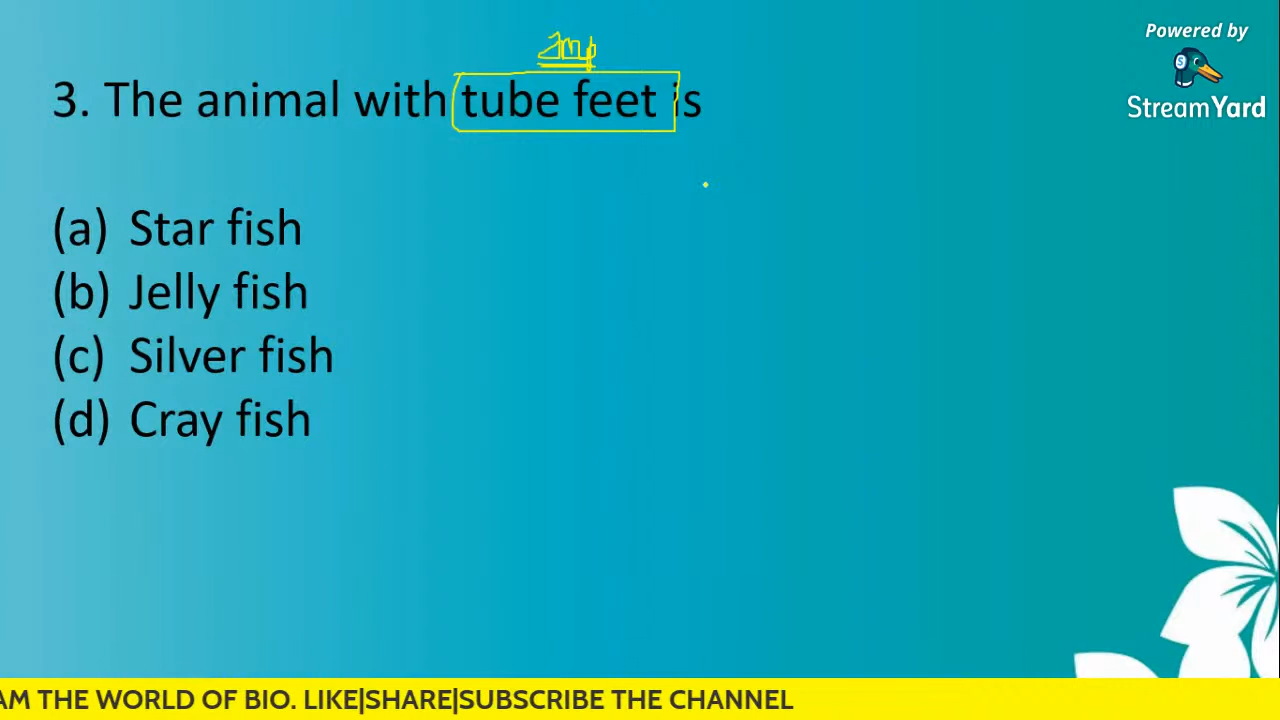 Powered by
StreamYard
Imp
3. The animal with tube feet is
(a) Star fish
(b) Jelly fish
(c) Silver fish
(d) Cray fish
AM THE WORLD OF BIO. LIKE|SHARE|SUBSCRIBE THE CHANNEL